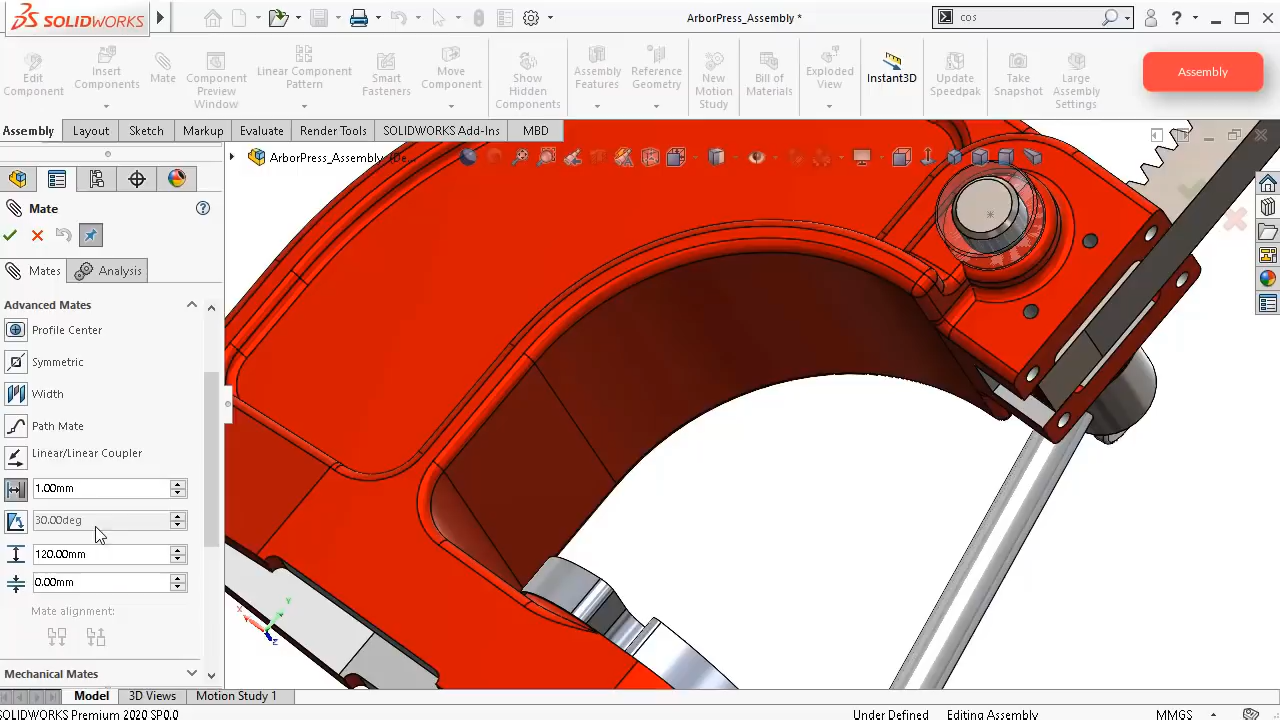 SOLIDWORKS
ArborPress_Assembly *
cos
Edit Component
Insert Components
Mate
Component Preview Window
Linear Component Pattern
Smart Fasteners
Move Component
Show Hidden Components
Assembly Features
Reference Geometry
New Motion Study
Bill of Materials
Exploded View
Instant3D
Update Speedpak
Take Snapshot
Large Assembly Settings
Assembly
Assembly Layout Sketch Markup Evaluate Render Tools SOLIDWORKS Add-Ins MBD
ArborPress_Assembly (De...
Mate
Mates Analysis
Advanced Mates
Profile Center
Symmetric
Width
Path Mate
Linear/Linear Coupler
1.00mm
30.00deg
120.00mm
0.00mm
Mate alignment:
Mechanical Mates
X Y Z
Model 3D Views Motion Study 1
SOLIDWORKS Premium 2020 SP0.0 Under Defined Editing Assembly MMGS